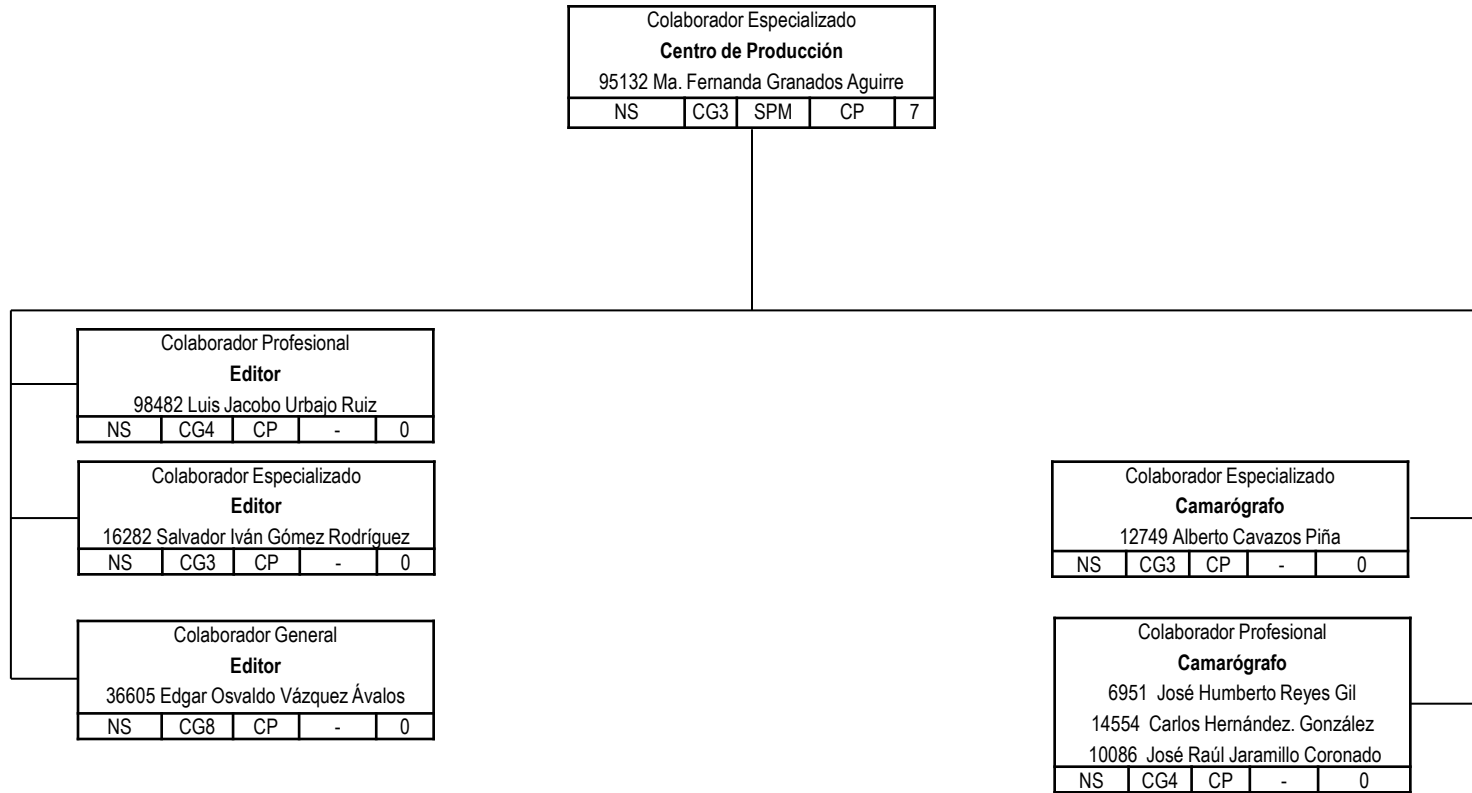 Colaborador Especializado
Centro de Producción
95132 Ma. Fernanda Granados Aguirre
NS CG3 SPM CP 7
Colaborador Profesional
Editor
98482 Luis Jacobo Urbajo Ruiz
NS CG4 CP - 0
Colaborador Especializado
Editor
16282 Salvador Iván Gómez Rodríguez
NS CG3 CP - 0
Colaborador General
Editor
36605 Edgar Osvaldo Vázquez Ávalos
NS CG8 CP - 0
Colaborador Especializado
Camarógrafo
12749 Alberto Cavazos Piña
NS CG3 CP - 0
Colaborador Profesional
Camarógrafo
6951 José Humberto Reyes Gil
14554 Carlos Hernández. González
10086 José Raúl Jaramillo Coronado
NS CG4 CP - 0